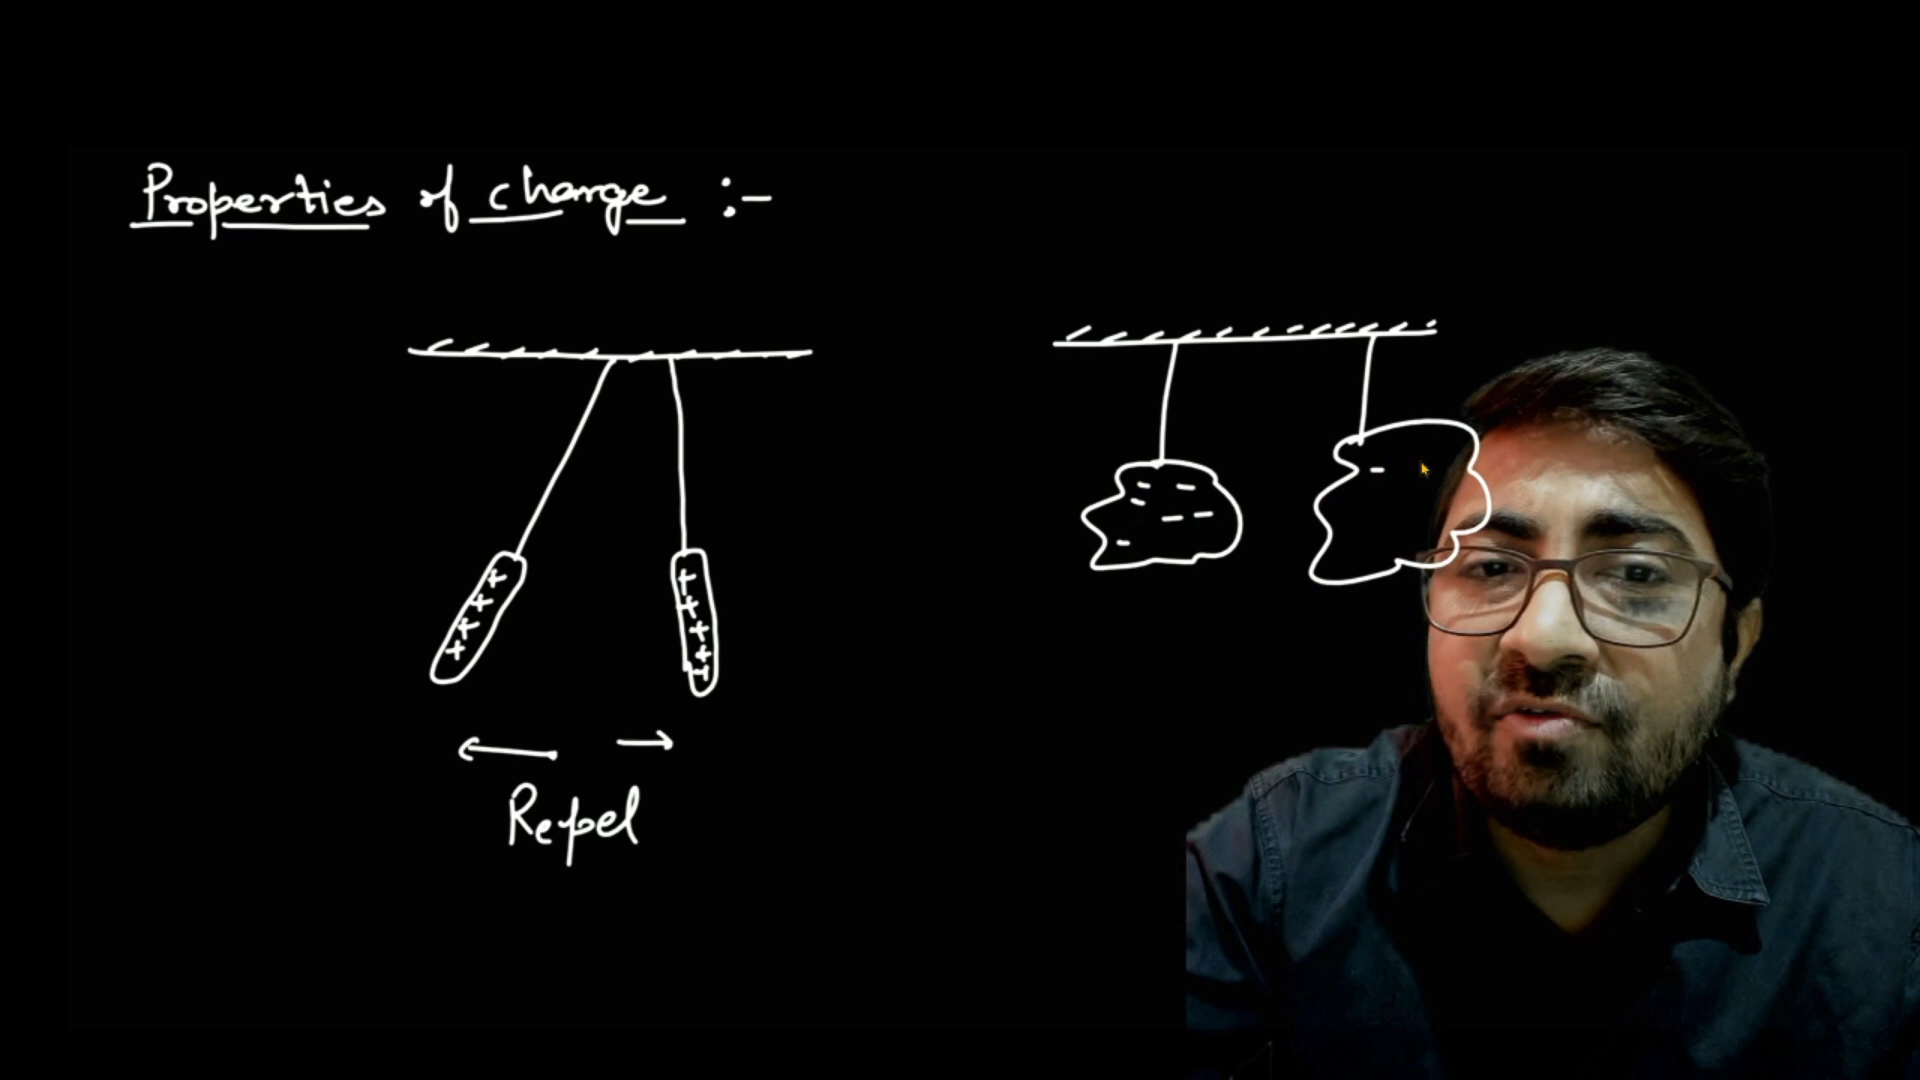 Properties of charge :-
- - - - - -
-
+ + + +
+ + + + +
Repel